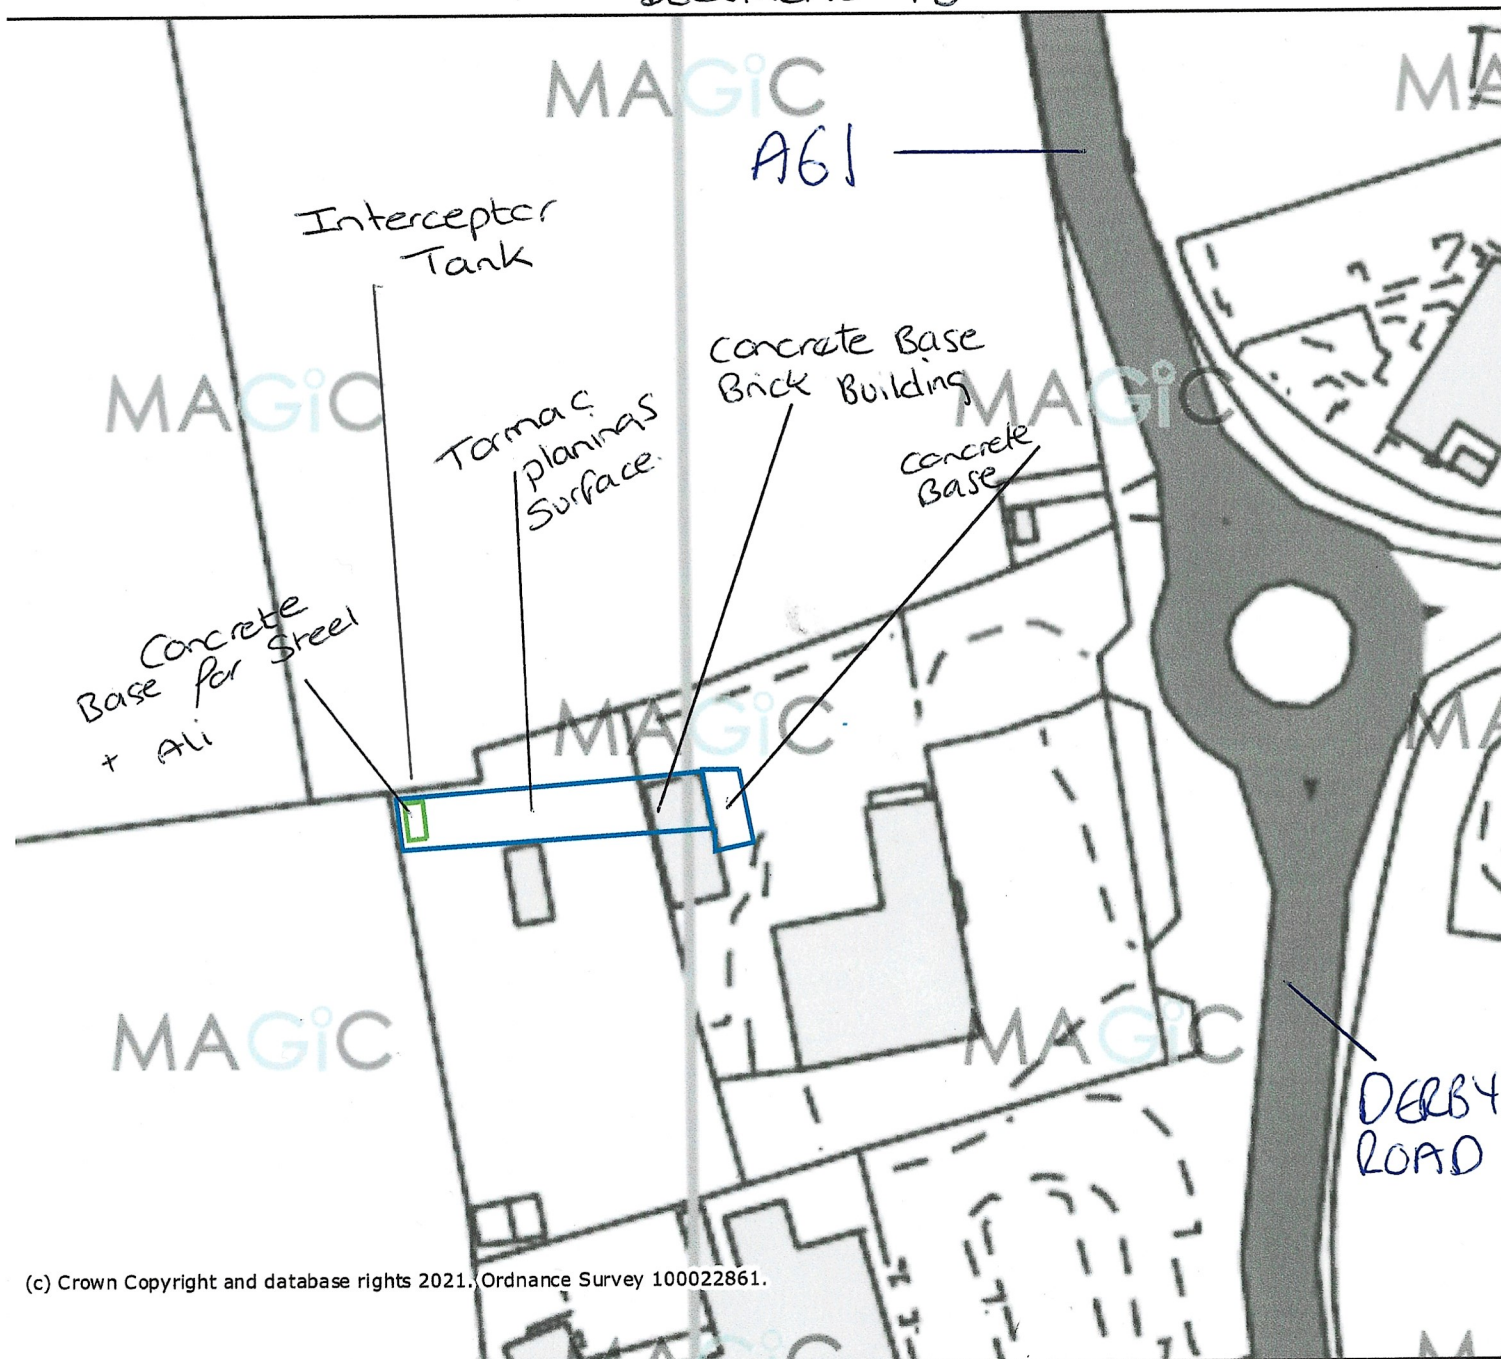 MAGiC
A61
Interceptor
Tank
Concrete Base
Brick Building
MAGiC
MAGiC
Tarmac
planings
Surface.
Concrete
Base
Concrete
Base for Steel
+ Ali
MAGiC
MAGiC
MAGiC
DERBY
ROAD
(c) Crown Copyright and database rights 2021. Ordnance Survey 100022861.